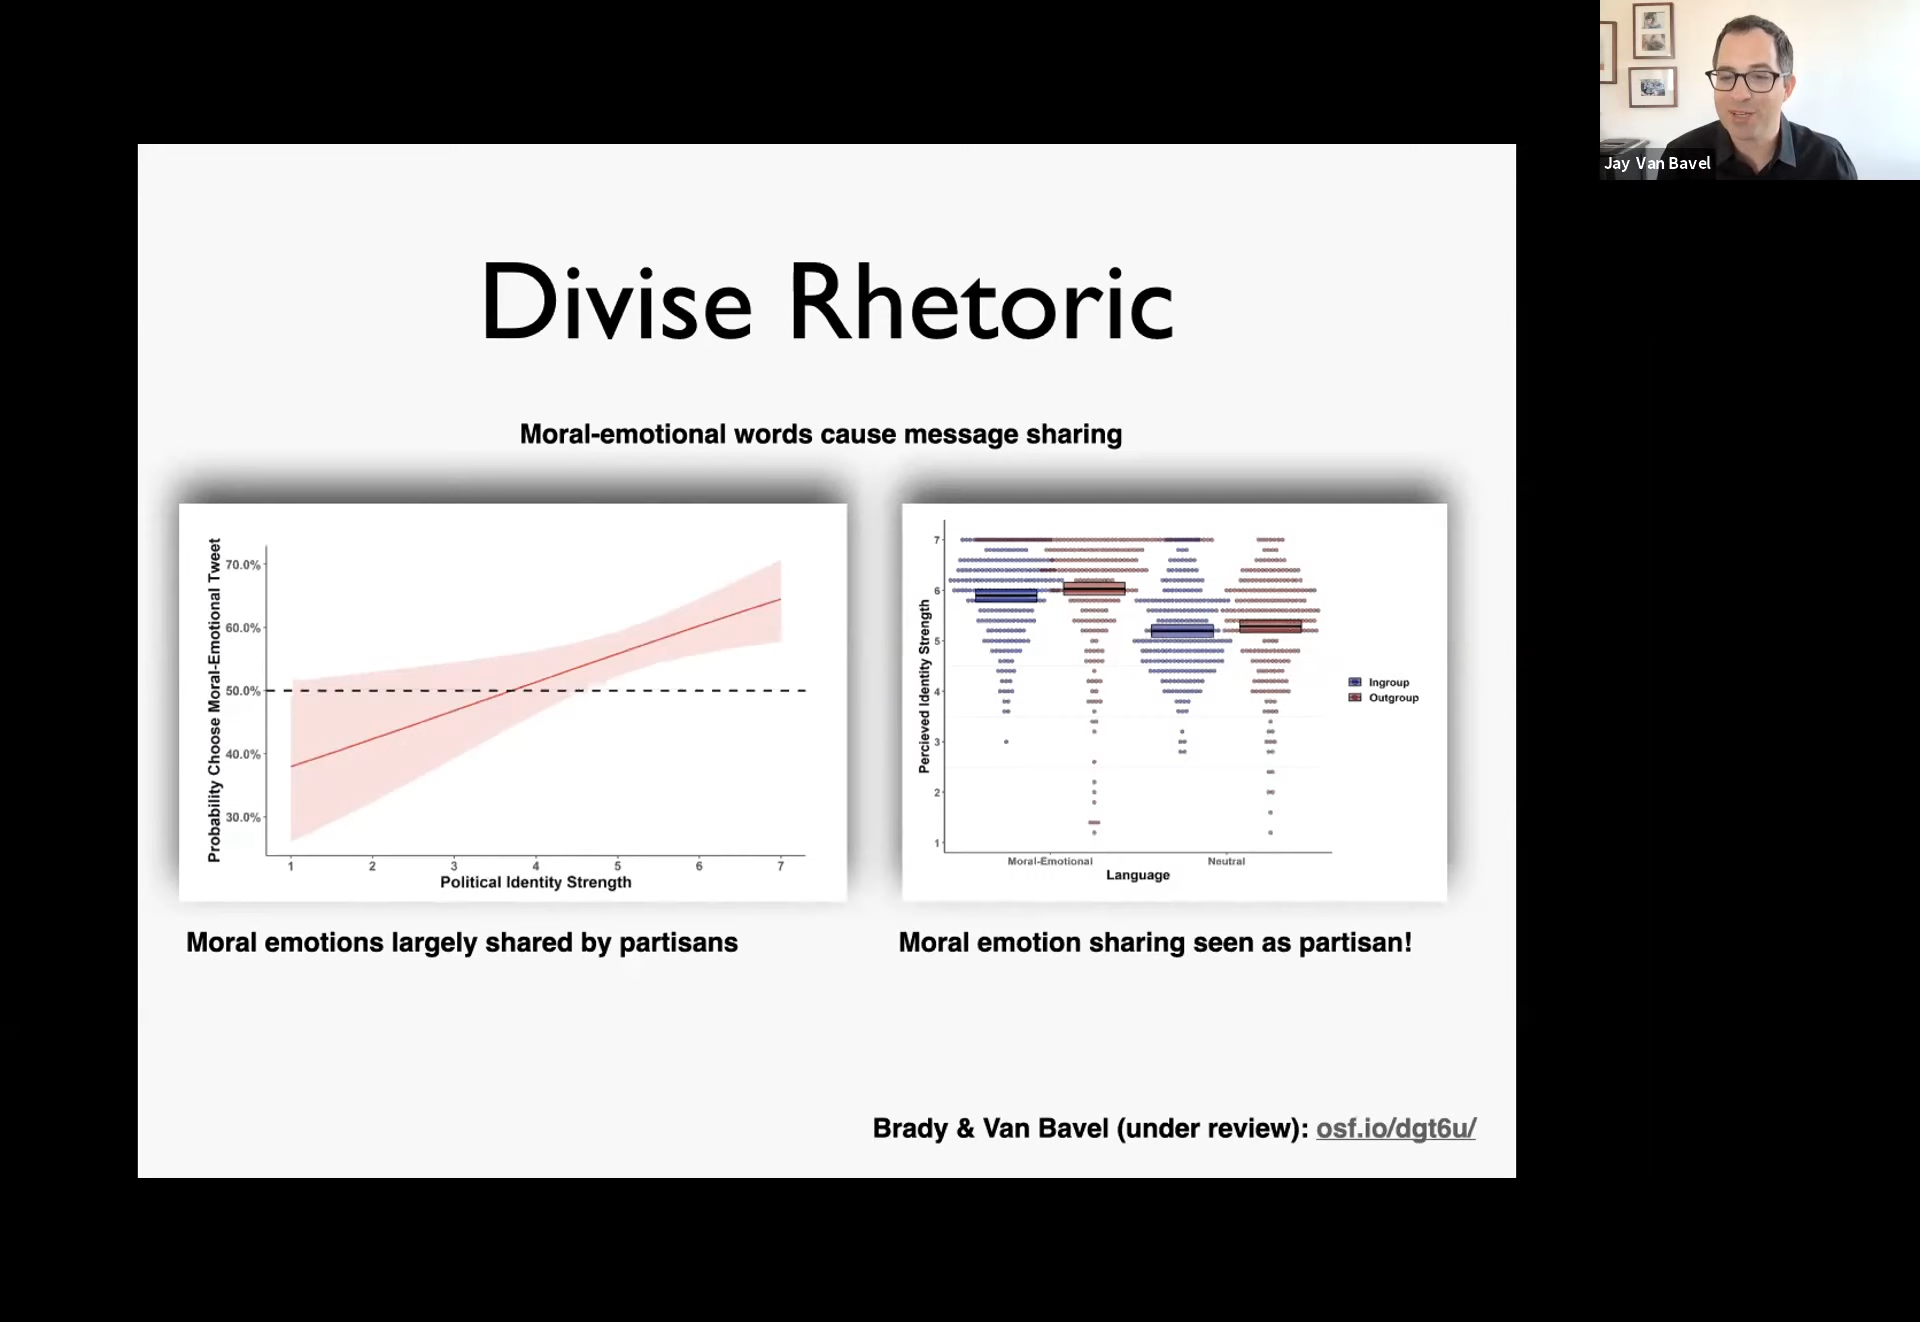 Jay Van Bavel
Divise Rhetoric
Moral-emotional words cause message sharing
Probability Choose Moral-Emotional Tweet
70.0%
60.0%
50.0%
40.0%
30.0%
1 2 3 4 5 6 7
Political Identity Strength
Percieved Identity Strength
7
6
5
4
3
2
1
Moral-Emotional Neutral
Language
Ingroup
Outgroup
Moral emotions largely shared by partisans
Moral emotion sharing seen as partisan!
Brady & Van Bavel (under review): osf.io/dgt6u/